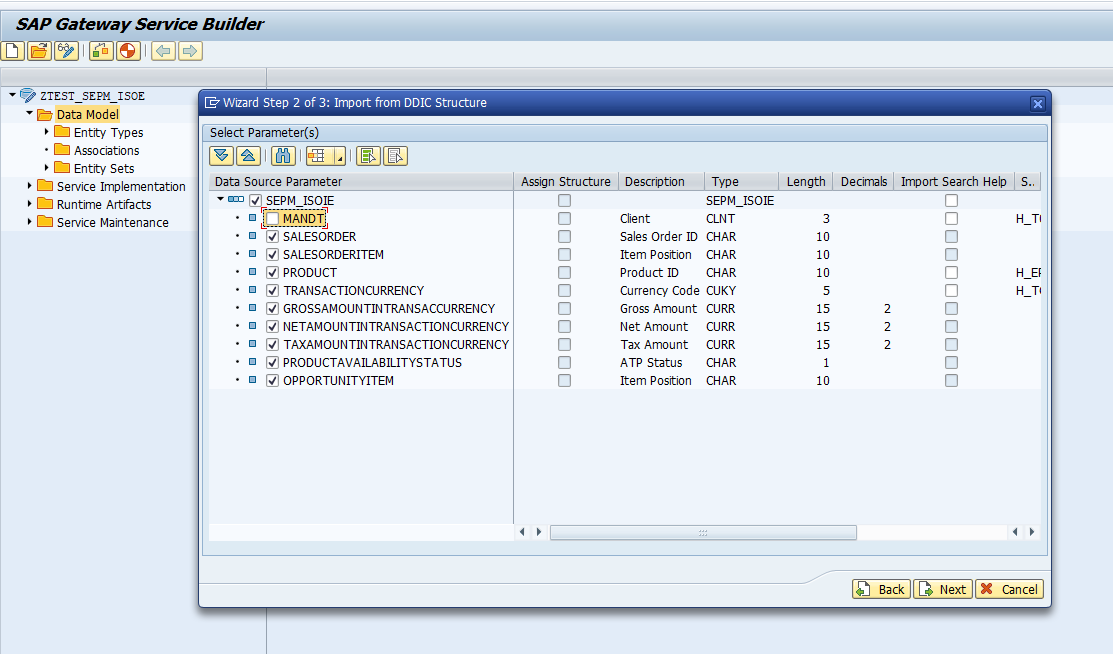 SAP Gateway Service Builder
ZTEST_SEPM_ISOE
Data Model
Entity Types
Associations
Entity Sets
Service Implementation
Runtime Artifacts
Service Maintenance
Wizard Step 2 of 3: Import from DDIC Structure
Select Parameter(s)
Data Source Parameter Assign Structure Description Type Length Decimals Import Search Help S..
SEPM_ISOIE SEPM_ISOIE
MANDT Client CLNT 3 H_TC
SALESORDER Sales Order ID CHAR 10
SALESORDERITEM Item Position CHAR 10
PRODUCT Product ID CHAR 10 H_EP
TRANSACTIONCURRENCY Currency Code CUKY 5 H_TC
GROSSAMOUNTINTRANSACCURRENCY Gross Amount CURR 15 2
NETAMOUNTINTRANSACTIONCURRENCY Net Amount CURR 15 2
TAXAMOUNTINTRANSACTIONCURRENCY Tax Amount CURR 15 2
PRODUCTAVAILABILITYSTATUS ATP Status CHAR 1
OPPORTUNITYITEM Item Position CHAR 10
Back Next Cancel